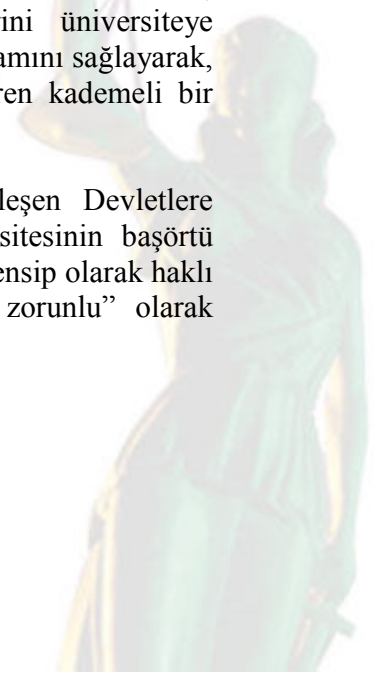 ini üniversiteye
amını sağlayarak,
ren kademeli bir
leşen Devletlere
sitesinin başörtü
ensip olarak haklı
zorunlu” olarak